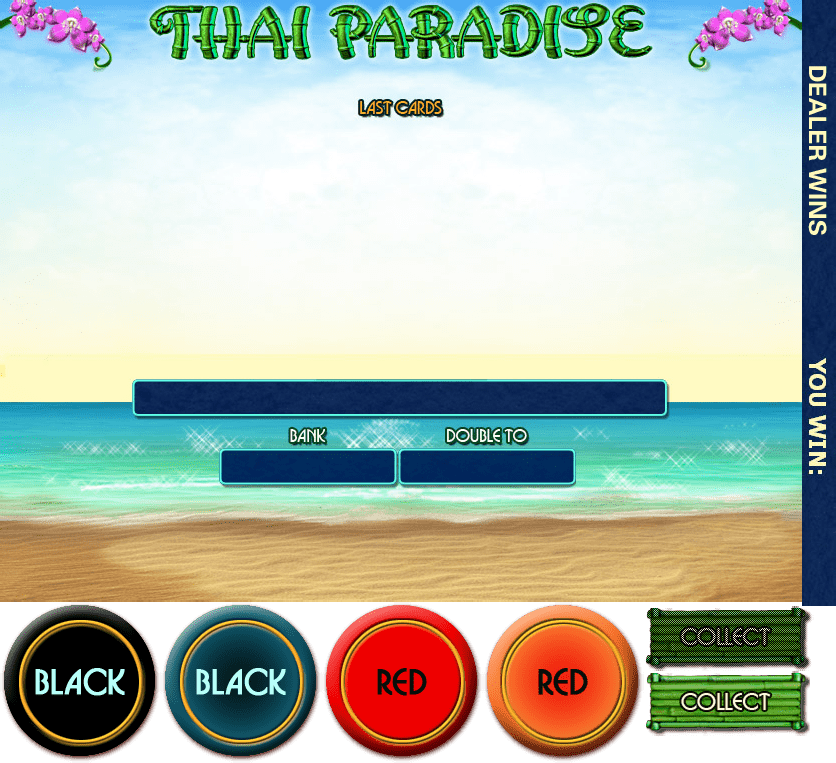 THAI PARADISE
LAST CARDS
DEALER WINS
YOU WIN:
BANK
DOUBLE TO
BLACK
BLACK
RED
RED
COLLECT
COLLECT